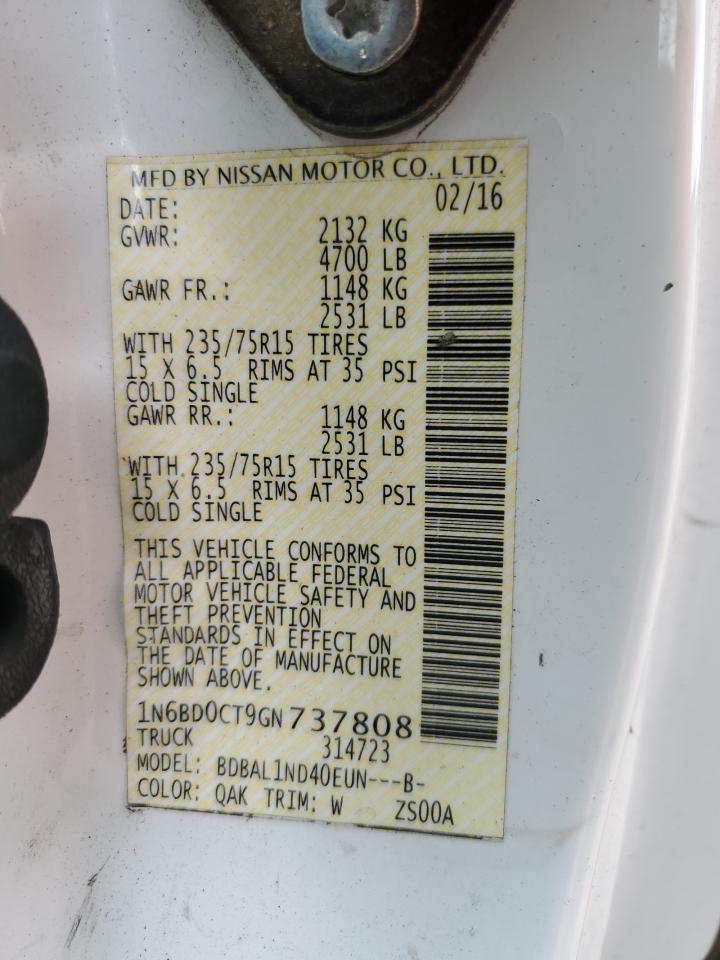 MFD BY NISSAN MOTOR CO., LTD.
DATE: 02/16
GVWR: 2132 KG
4700 LB
GAWR FR.: 1148 KG
2531 LB
WITH 235/75R15 TIRES
15 X 6.5 RIMS AT 35 PSI
COLD SINGLE
GAWR RR.: 1148 KG
2531 LB
WITH 235/75R15 TIRES
15 X 6.5 RIMS AT 35 PSI
COLD SINGLE
THIS VEHICLE CONFORMS TO
ALL APPLICABLE FEDERAL
MOTOR VEHICLE SAFETY AND
THEFT PREVENTION
STANDARDS IN EFFECT ON
THE DATE OF MANUFACTURE
SHOWN ABOVE.
1N6BD0CT9GN737808
TRUCK 314723
MODEL: BDBAL1ND40EUN---B-
COLOR: QAK TRIM: W ZS00A